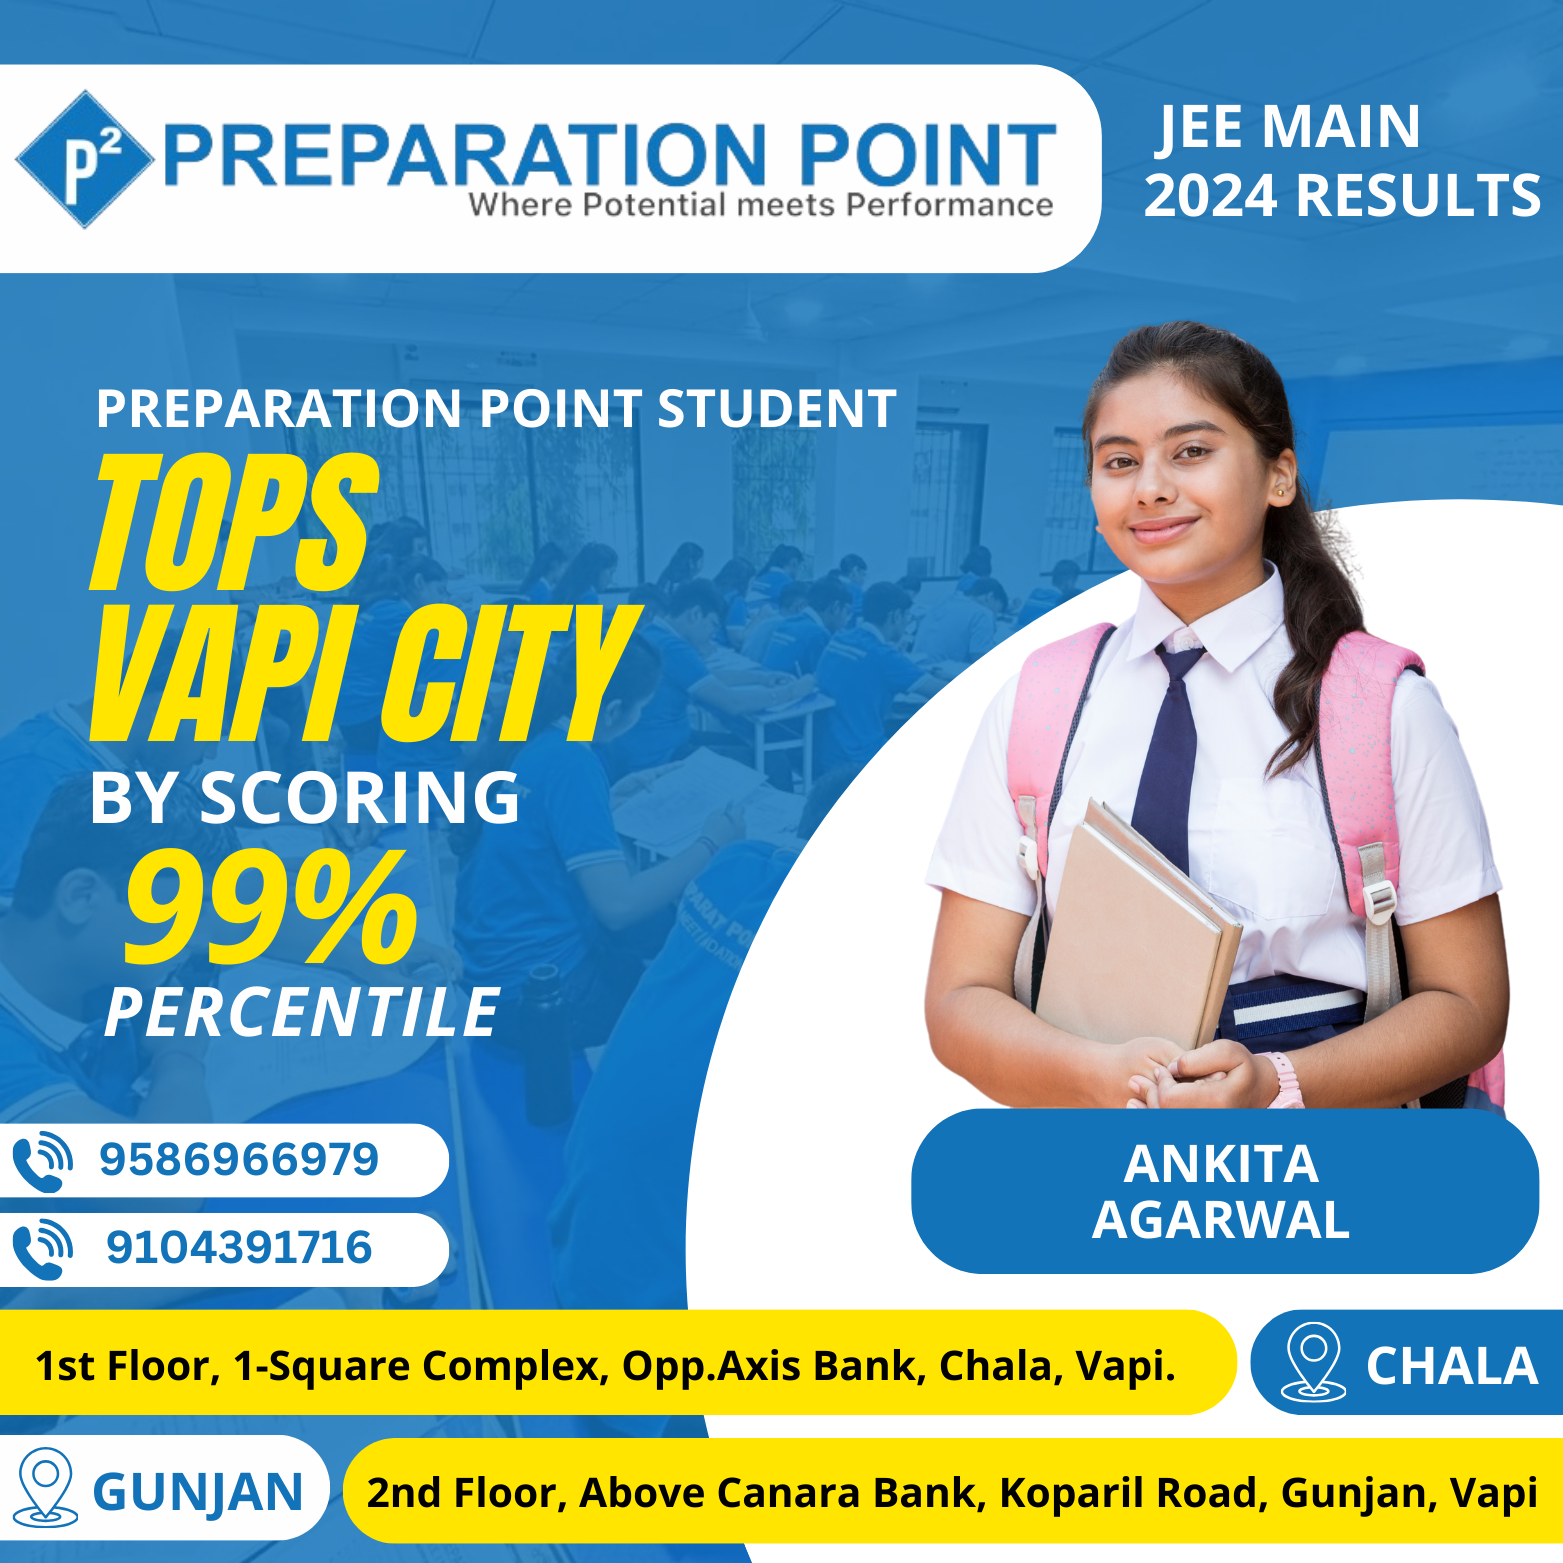 p²
PREPARATION POINT
Where Potential meets Performance
JEE MAIN
2024 RESULTS
PREPARATION POINT STUDENT
TOPS
VAPI CITY
BY SCORING
99%
PERCENTILE
9586966979
9104391716
ANKITA
AGARWAL
1st Floor, 1-Square Complex, Opp.Axis Bank, Chala, Vapi.
CHALA
GUNJAN
2nd Floor, Above Canara Bank, Koparil Road, Gunjan, Vapi